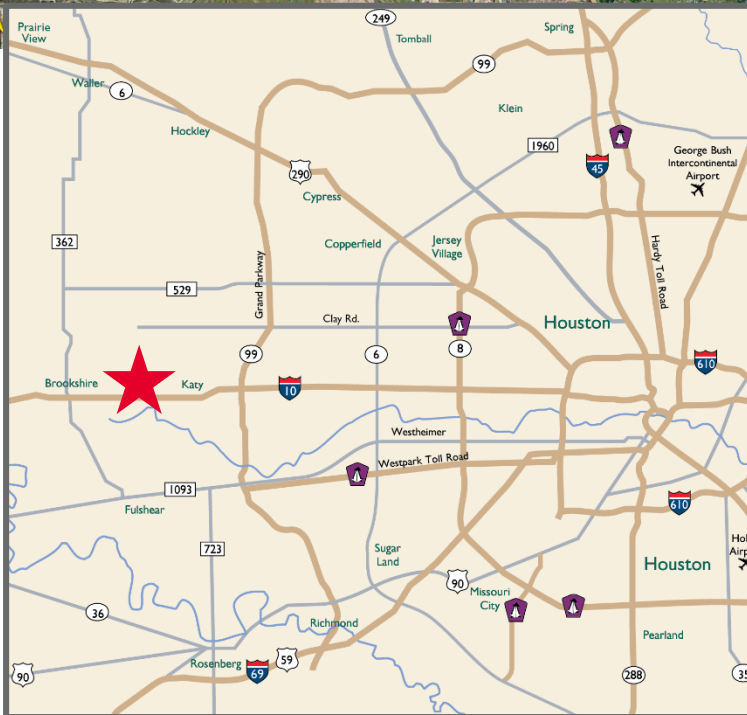 249
Prairie
View
Tomball
Spring
99
Waller
6
Klein
Hockley
1960
George Bush
Intercontinental
Airport
45
290
Cypress
362
Copperfield
Jersey
Village
Hardy Toll Road
Grand Parkway
529
Clay Rd.
Houston
99
6
8
610
Brookshire
Katy
10
Westheimer
Westpark Toll Road
1093
610
Fulshear
723
Sugar
Land
Houston
90
Missouri
City
36
Richmond
Pearland
Rosenberg
59
69
90
288